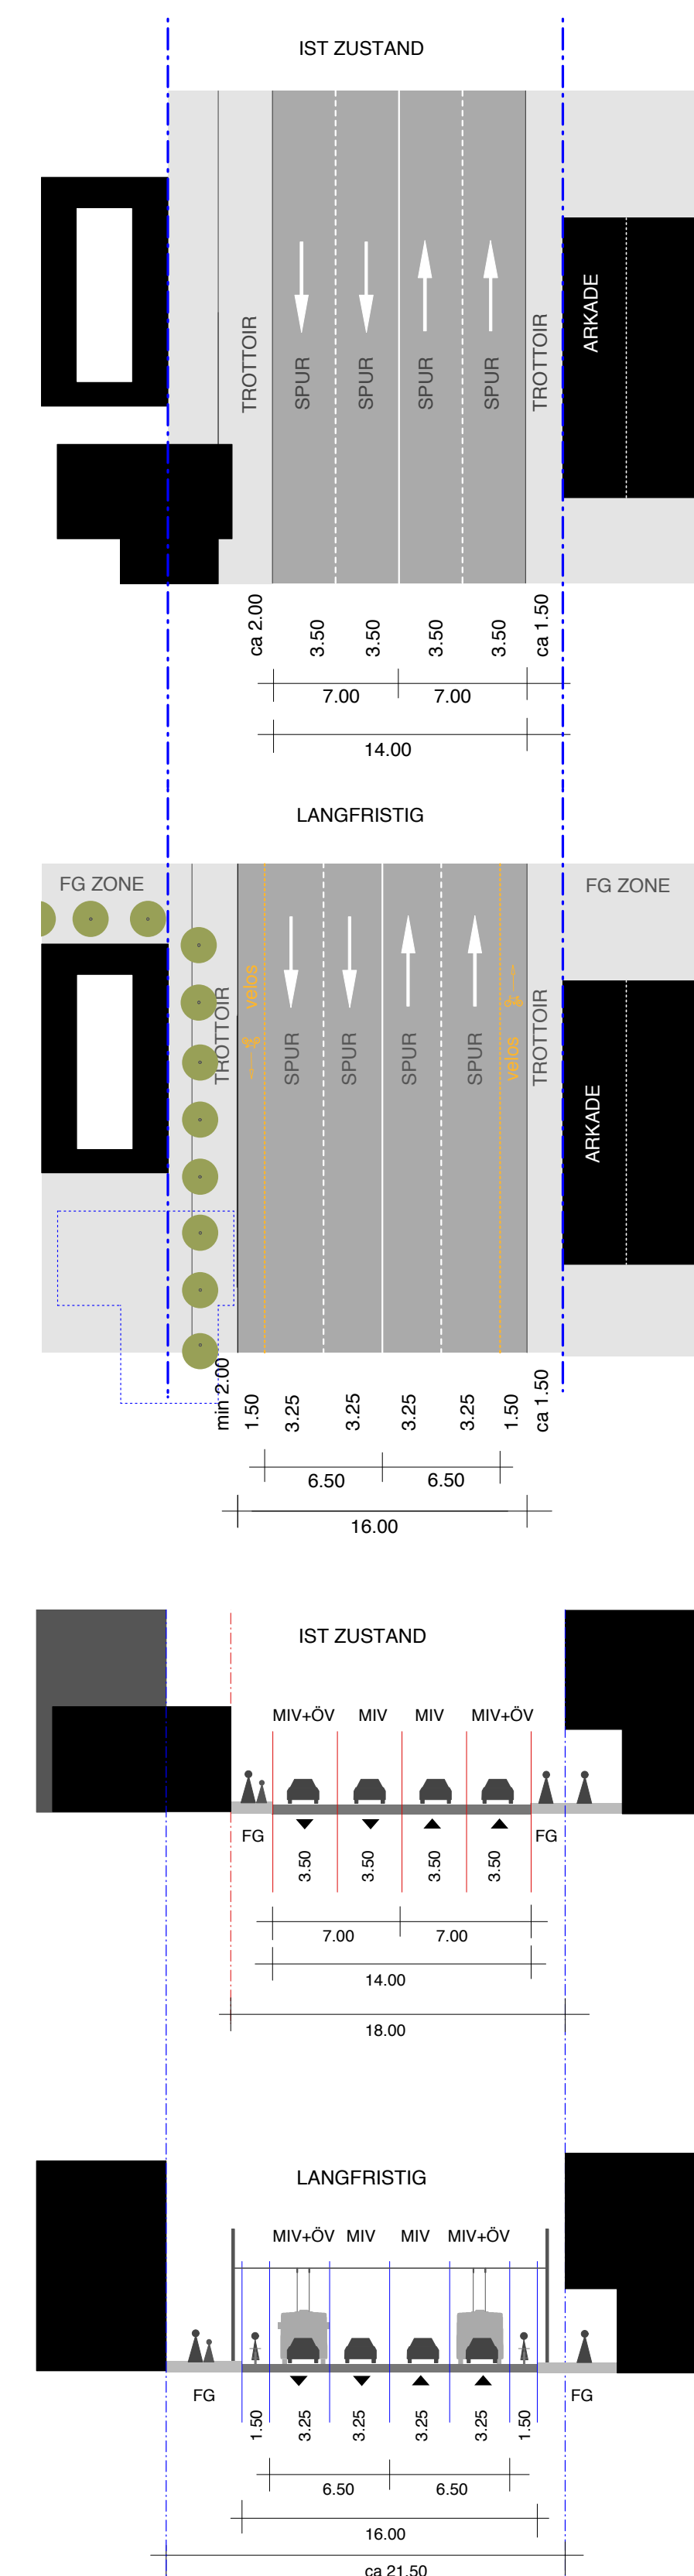 IST ZUSTAND
TROTTOIR
SPUR
SPUR
SPUR
SPUR
TROTTOIR
ARKADE
ca 2.00
3.50
3.50
3.50
3.50
ca 1.50
7.00
7.00
14.00
LANGFRISTIG
FG ZONE
FG ZONE
TROTTOIR
velos
SPUR
SPUR
SPUR
SPUR
velos
TROTTOIR
ARKADE
min 2.00
1.50
3.25
3.25
3.25
3.25
1.50
ca 1.50
6.50
6.50
16.00
IST ZUSTAND
MIV+ÖV
MIV
MIV
MIV+ÖV
FG
FG
3.50
3.50
3.50
3.50
7.00
7.00
14.00
18.00
LANGFRISTIG
MIV+ÖV
MIV
MIV
MIV+ÖV
FG
FG
1.50
3.25
3.25
3.25
3.25
1.50
6.50
6.50
16.00
ca 21.50